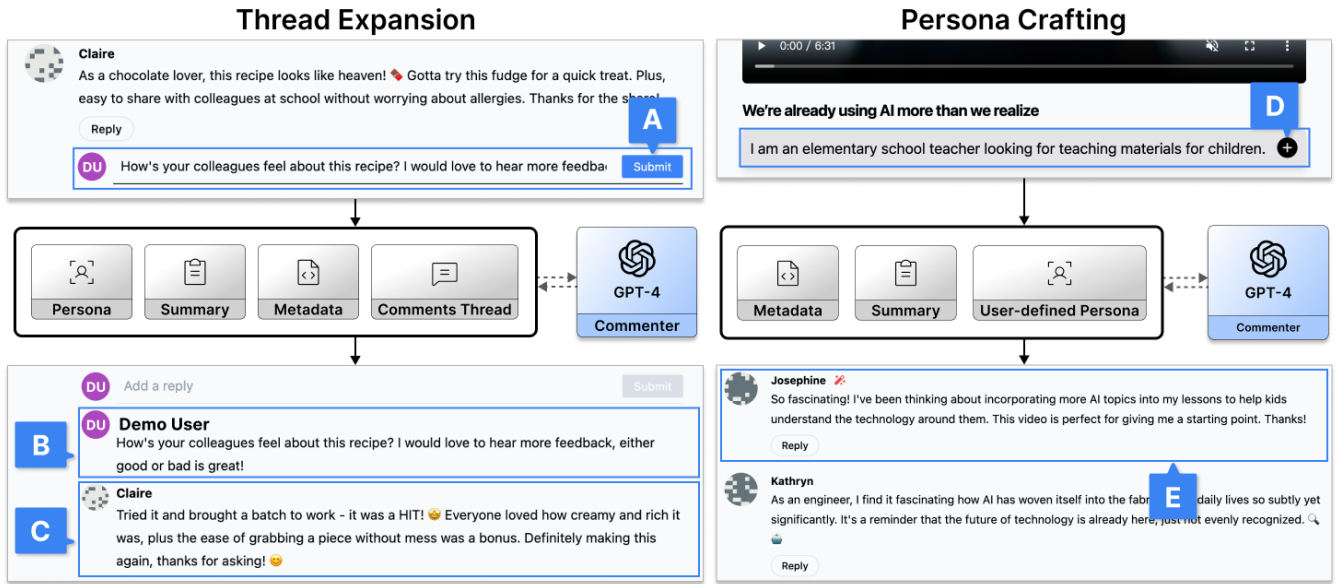 Thread Expansion
Claire
As a chocolate lover, this recipe looks like heaven! 🍫 Gotta try this fudge for a quick treat. Plus,
easy to share with colleagues at school without worrying about allergies. Thanks for the share!
Reply
A
DU
How's your colleagues feel about this recipe? I would love to hear more feedba
Submit
Persona
Summary
Metadata
Comments Thread
GPT-4
Commenter
DU
Add a reply
Submit
B
DU
Demo User
How's your colleagues feel about this recipe? I would love to hear more feedback, either
good or bad is great!
C
Claire
Tried it and brought a batch to work - it was a HIT! 🤩 Everyone loved how creamy and rich it
was, plus the ease of grabbing a piece without mess was a bonus. Definitely making this
again, thanks for asking! 😊
Persona Crafting
0:00 / 6:31
We're already using AI more than we realize
D
I am an elementary school teacher looking for teaching materials for children.
Metadata
Summary
User-defined Persona
GPT-4
Commenter
Josephine 🪄
So fascinating! I've been thinking about incorporating more AI topics into my lessons to help kids
understand the technology around them. This video is perfect for giving me a starting point. Thanks!
Reply
E
Kathryn
As an engineer, I find it fascinating how AI has woven itself into the daily lives so subtly yet
significantly. It's a reminder that the future of technology is already here, just not evenly recognized. 🔍
🤖
Reply